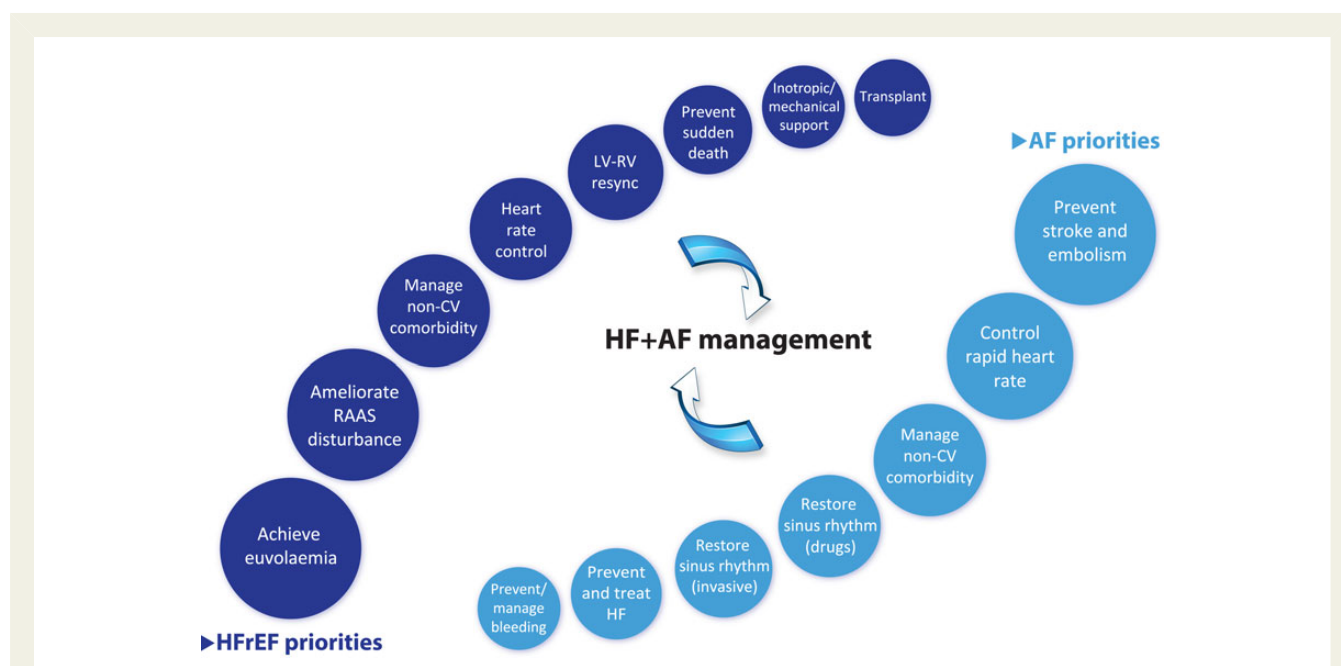 Transplant
Inotropic/
mechanical
support
Prevent
sudden
death
LV-RV
resync
Heart
rate
control
Manage
non-CV
comorbidity
Ameliorate
RAAS
disturbance
Achieve
euvolaemia
▶HFrEF priorities
HF+AF management
▶AF priorities
Prevent
stroke and
embolism
Control
rapid heart
rate
Manage
non-CV
comorbidity
Restore
sinus rhythm
(drugs)
Restore
sinus rhythm
(invasive)
Prevent
and treat
HF
Prevent/
manage
bleeding